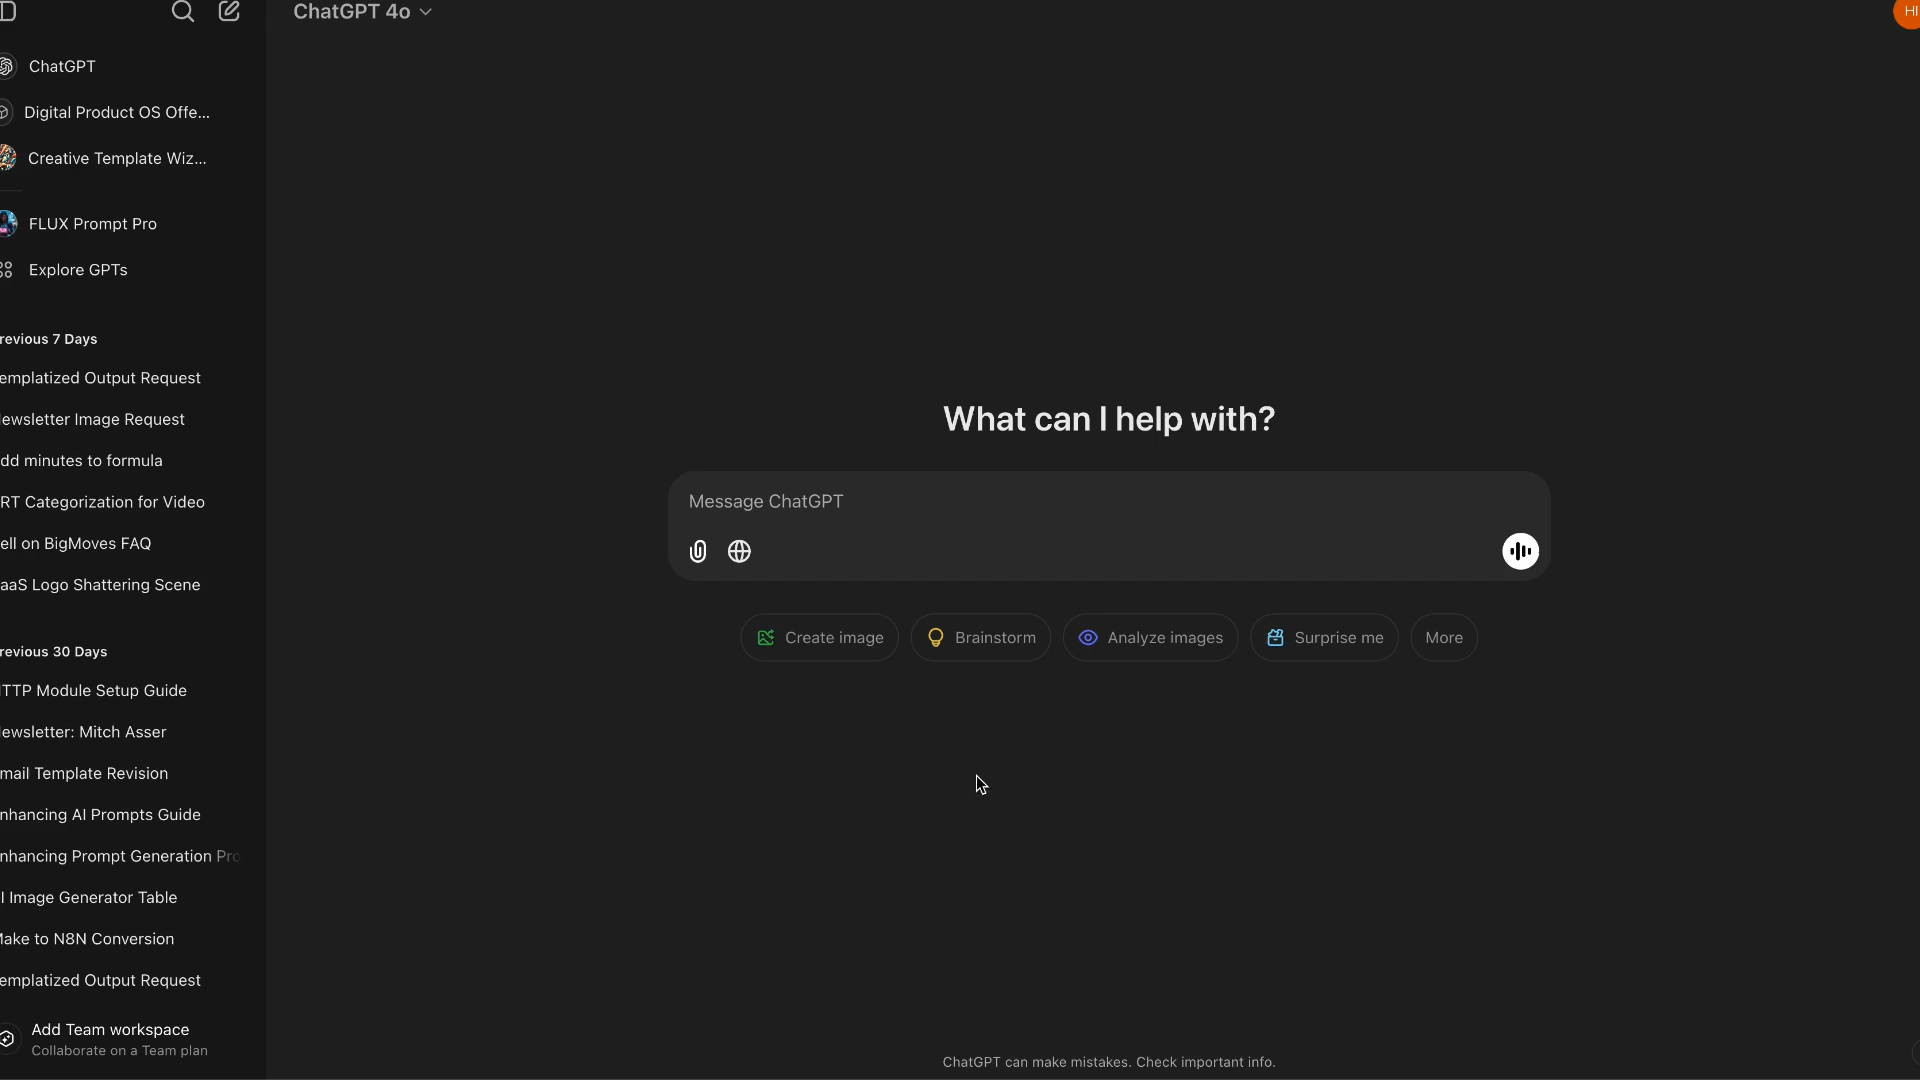 ChatGPT 4o
HI
ChatGPT
Digital Product OS Offe...
Creative Template Wiz...
FLUX Prompt Pro
Explore GPTs
revious 7 Days
emplatized Output Request
ewsletter Image Request
dd minutes to formula
RT Categorization for Video
ell on BigMoves FAQ
aaS Logo Shattering Scene
revious 30 Days
TTP Module Setup Guide
ewsletter: Mitch Asser
mail Template Revision
nhancing AI Prompts Guide
nhancing Prompt Generation Pro
I Image Generator Table
Make to N8N Conversion
emplatized Output Request
Add Team workspace
Collaborate on a Team plan
What can I help with?
Message ChatGPT
Create image
Brainstorm
Analyze images
Surprise me
More
ChatGPT can make mistakes. Check important info.